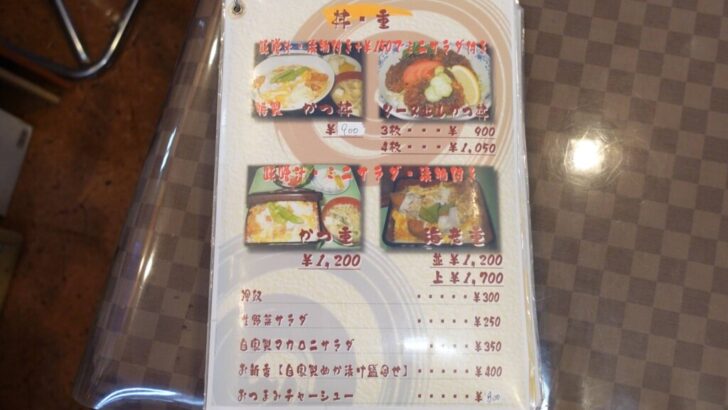 丼・重
味噌汁・漬物付き+¥150でミニサラダ付き
特製 かつ丼
¥900
ソースヒレかつ丼
3枚・・・¥900
4枚・・・¥1,050
味噌汁・ミニサラダ・漬物付き
かつ重
¥1,200
海老重
並 ¥1,200
上 ¥1,700
・・・・・¥300
生野菜サラダ ・・・・・¥250
自家製マカロニサラダ ・・・・・¥350
お新香【自家製ぬか漬け盛合せ】 ・・・・¥400
おつまみチャーシュー ・・・・・¥